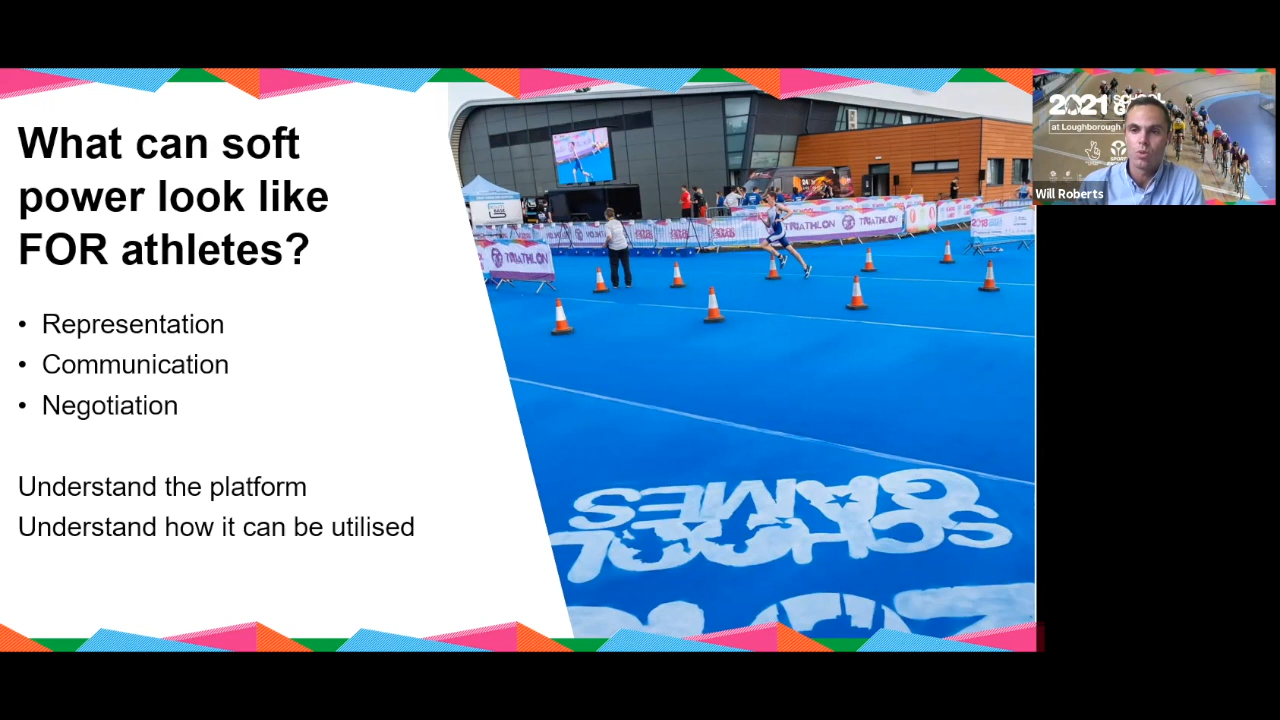 What can soft
power look like
FOR athletes?
• Representation
• Communication
• Negotiation
Understand the platform
Understand how it can be utilised
TRIATHLON
TRIATHLON
TRIATHLON
SCHOOL
GAMES
2021
at Loughborough
Will Roberts